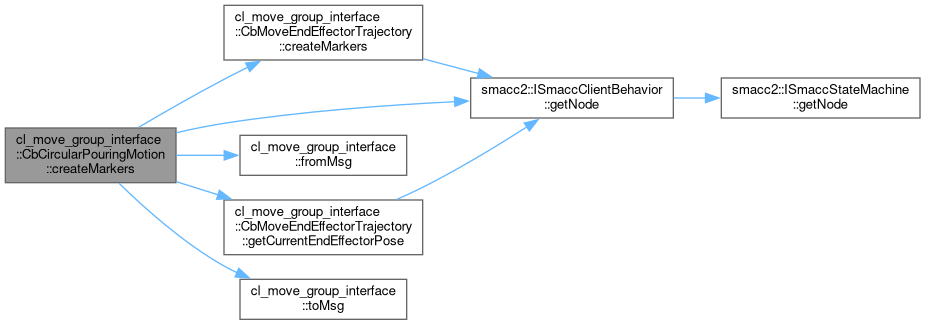 cl_move_group_interface
::CbCircularPouringMotion
::createMarkers
cl_move_group_interface
::CbMoveEndEffectorTrajectory
::createMarkers
cl_move_group_interface
::fromMsg
cl_move_group_interface
::CbMoveEndEffectorTrajectory
::getCurrentEndEffectorPose
cl_move_group_interface
::toMsg
smacc2::ISmaccClientBehavior
::getNode
smacc2::ISmaccStateMachine
::getNode